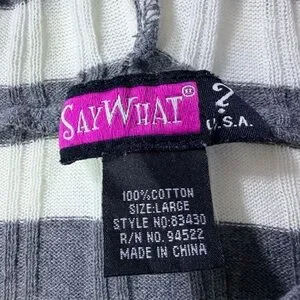 SAYWHAT®
?
U.S.A.
100% COTTON
SIZE:LARGE
STYLE NO:83430
R/N NO. 94522
MADE IN CHINA